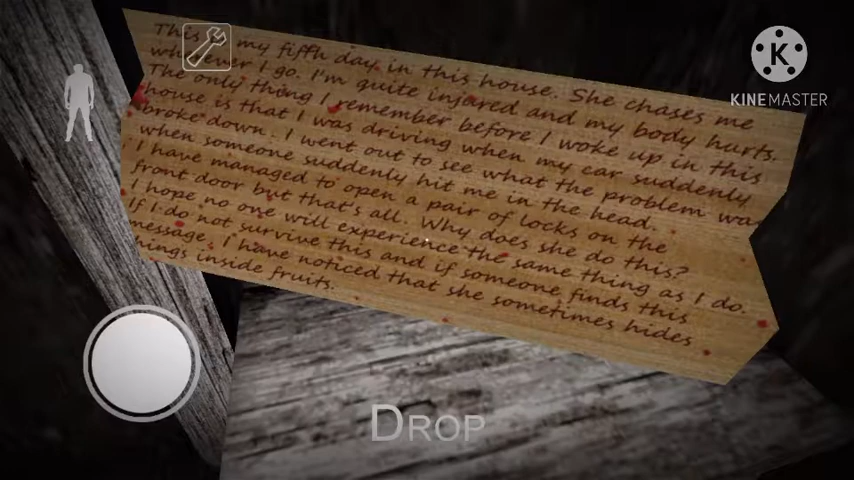 This my fifth day in this house. She chases me
wherever I go. I'm quite injured and my body hurts.
The only thing I remember before I woke up in this
house is that I was driving when my car suddenly
broke down. I went out to see what the problem was
when someone suddenly hit me in the head.
I have managed to open a pair of locks on the
front door but that's all. Why does she do this?
I hope no one will experience the same thing as I do.
If I do not survive this and if someone finds this
message. I have noticed that she sometimes hides
things inside fruits.
KINEMASTER
DROP